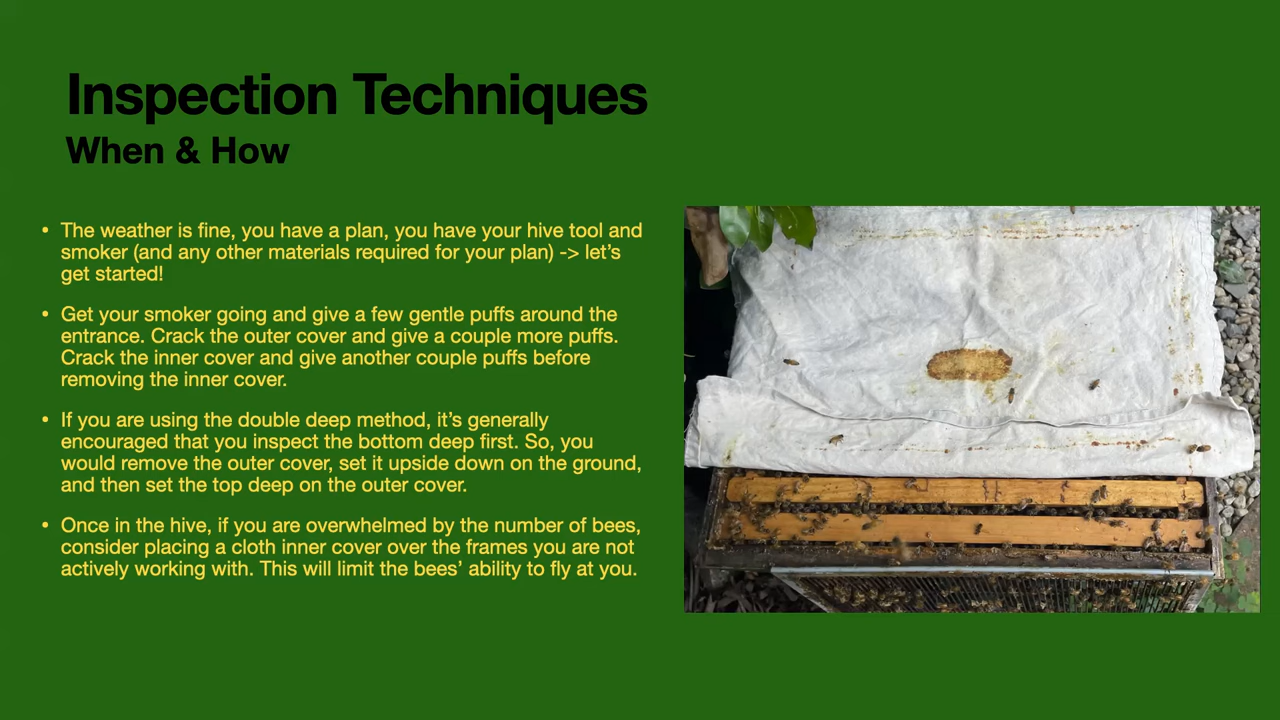 Inspection Techniques
When & How
• The weather is fine, you have a plan, you have your hive tool and
smoker (and any other materials required for your plan) -> let’s
get started!
• Get your smoker going and give a few gentle puffs around the
entrance. Crack the outer cover and give a couple more puffs.
Crack the inner cover and give another couple puffs before
removing the inner cover.
• If you are using the double deep method, it’s generally
encouraged that you inspect the bottom deep first. So, you
would remove the outer cover, set it upside down on the ground,
and then set the top deep on the outer cover.
• Once in the hive, if you are overwhelmed by the number of bees,
consider placing a cloth inner cover over the frames you are not
actively working with. This will limit the bees’ ability to fly at you.